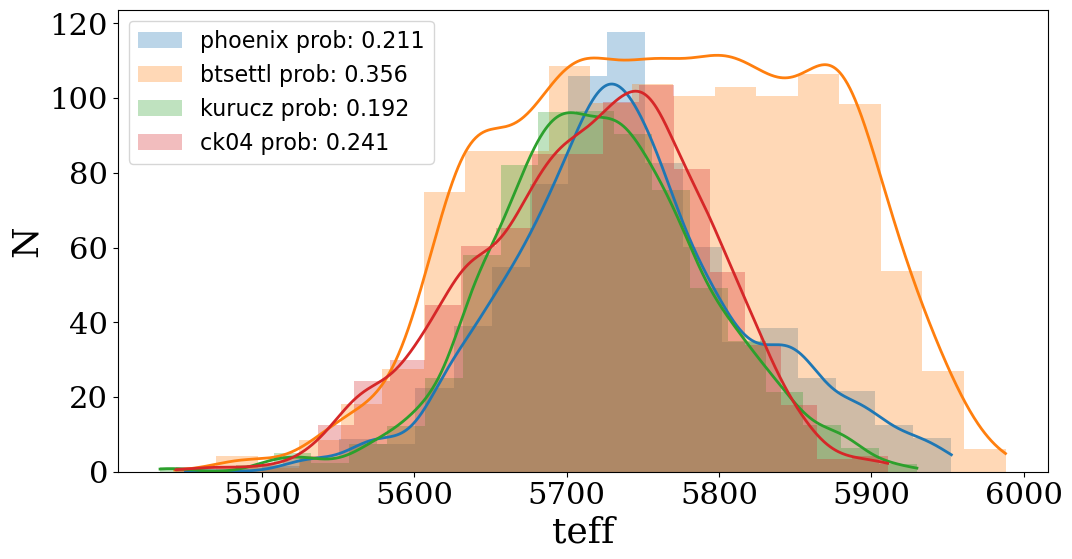 phoenix prob: 0.211
btsettl prob: 0.356
kurucz prob: 0.192
ck04 prob: 0.241
120
100
80
60
40
20
0
N
5500 5600 5700 5800 5900 6000
teff